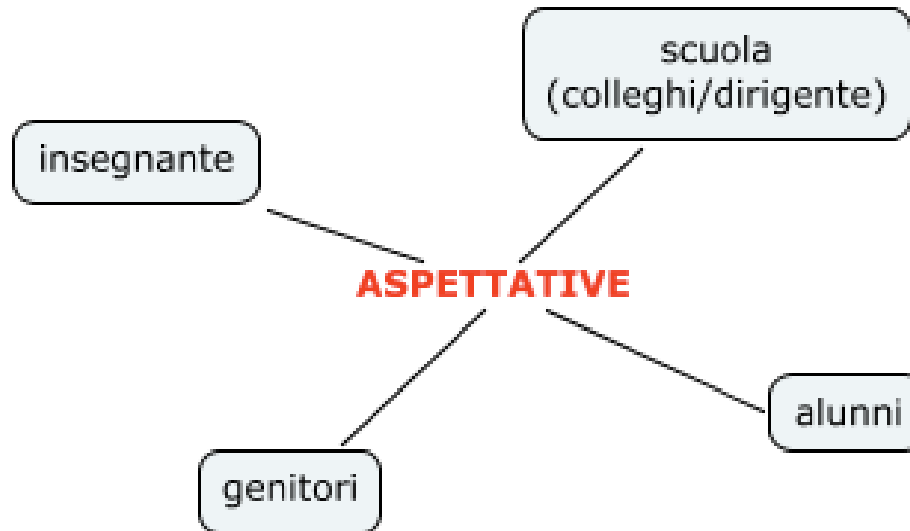 scuola
(colleghi/dirigente)
insegnante
ASPETTATIVE
alunni
genitori